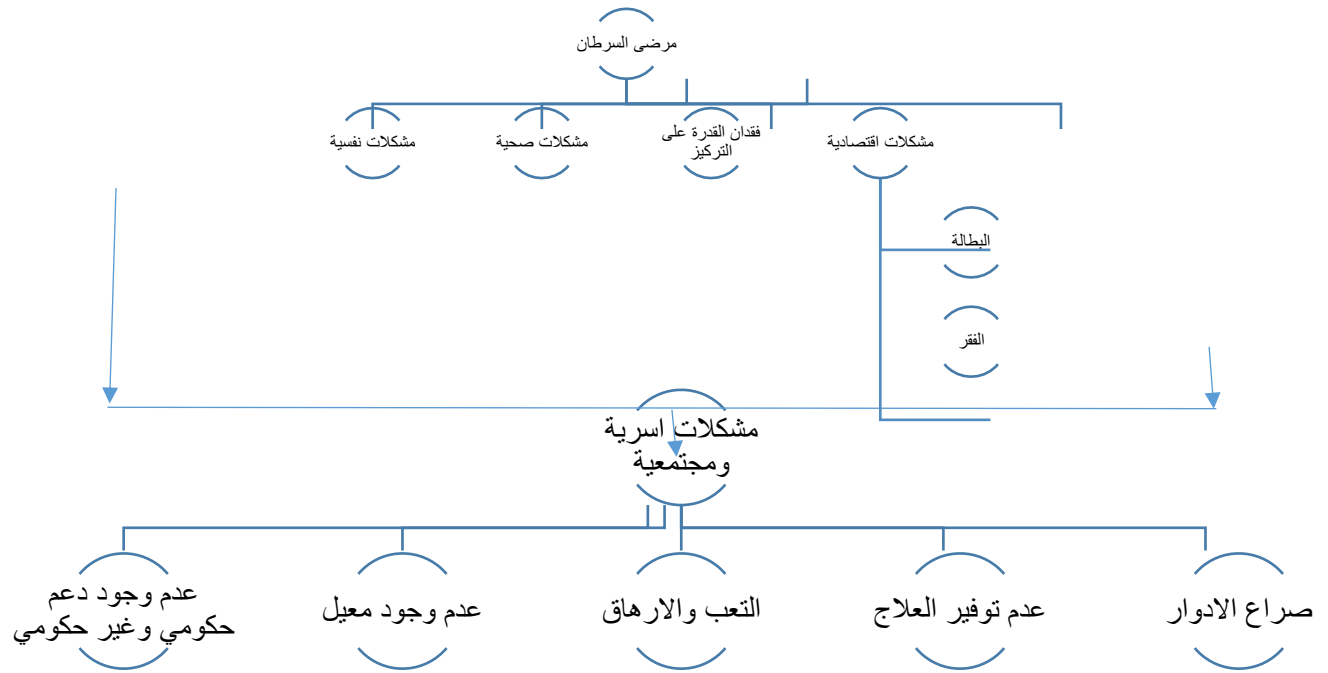 مرضى السرطان
مشكلات اقتصادية
فقدان القدرة على
التركيز
مشكلات صحية
مشكلات نفسية
البطالة
الفقر
مشكلات اسرية
ومجتمعية
صراع الادوار
عدم توفير العلاج
التعب والارهاق
عدم وجود معيل
عدم وجود دعم
حكومي وغير حكومي